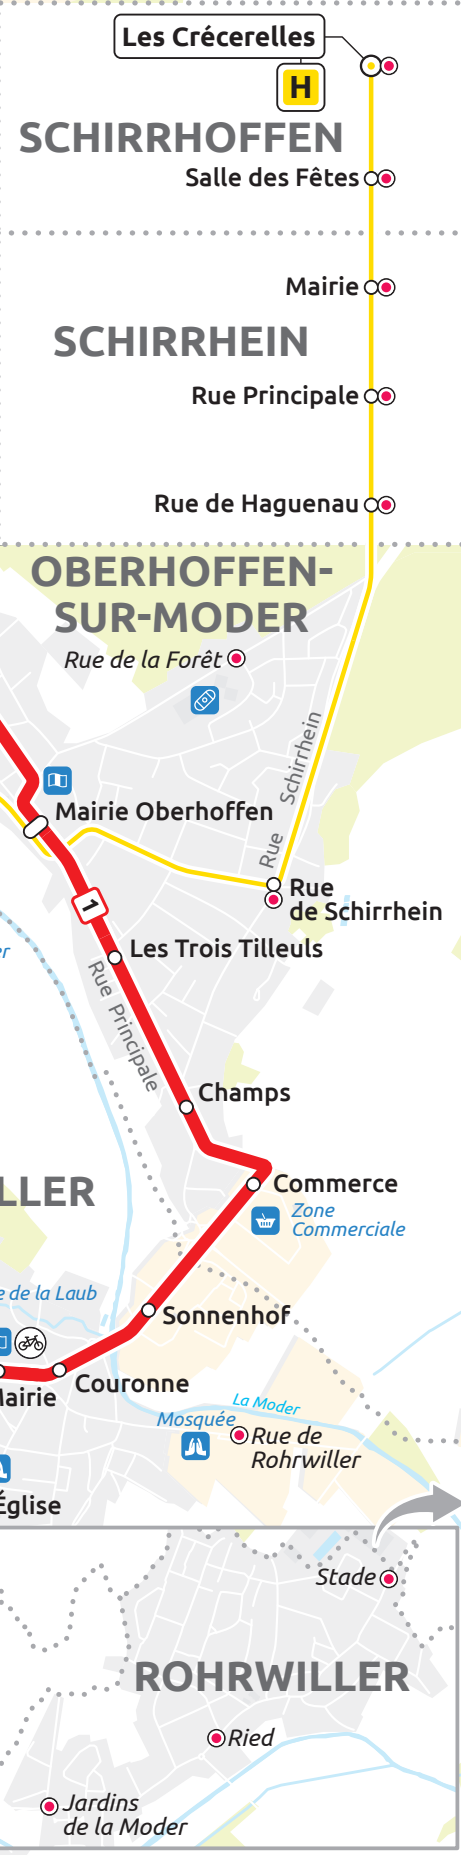 Les Crécerelles
H
SCHIRRHOFFEN
Salle des Fêtes
Mairie
SCHIRRHEIN
Rue Principale
Rue de Haguenau
OBERHOFFEN-
SUR-MODER
Rue de la Forêt
Rue Schirrhein
Mairie Oberhoffen
Rue
de Schirrhein
1
Les Trois Tilleuls
Rue Principale
Champs
LLER
Commerce
Zone
Commerciale
de la Laub
Sonnenhof
Couronne
Mairie
La Moder
Mosquée
Rue de
Rohrwiller
Église
Stade
ROHRWILLER
Ried
Jardins
de la Moder